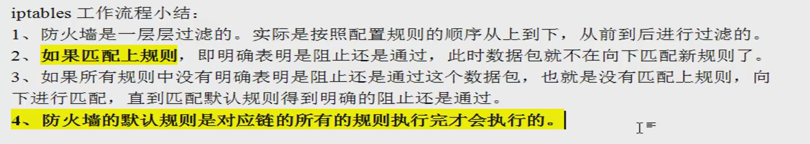 iptables 工作流程小结：
1、防火墙是一层层过滤的。实际是按照配置规则的顺序从上到下，从前到后进行过滤的。
2、如果匹配上规则，即明确表明是阻止还是通过，此时数据包就不在向下匹配新规则了。
3、如果所有规则中没有明确表明是阻止还是通过这个数据包，也就是没有匹配上规则，向
下进行匹配，直到匹配默认规则得到明确的阻止还是通过。
4、防火墙的默认规则是对应链的所有的规则执行完才会执行的。